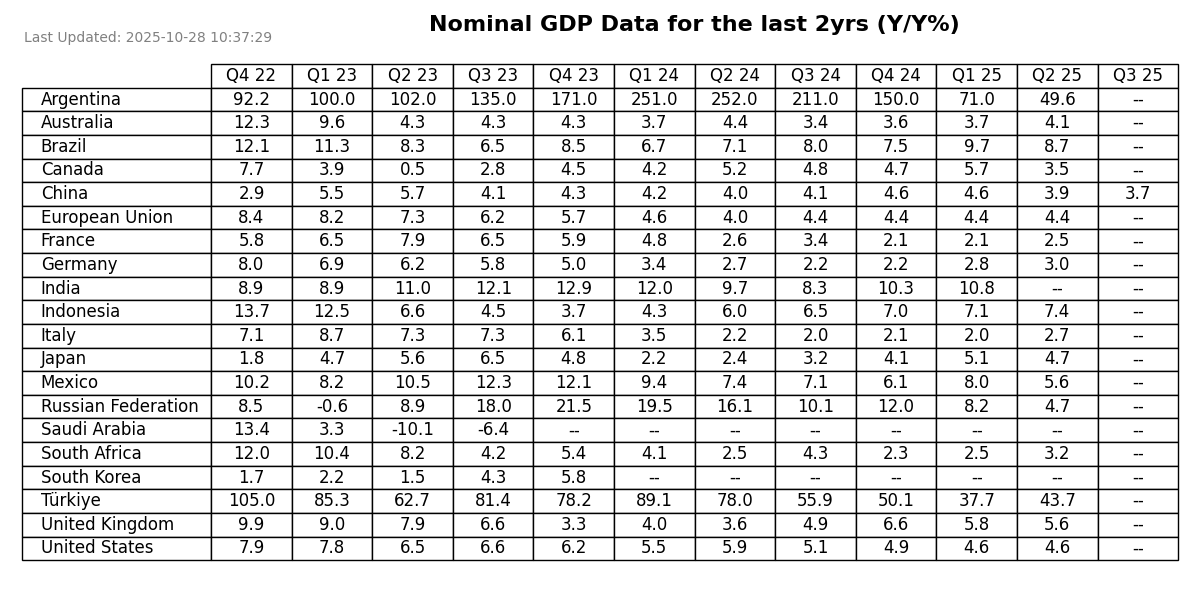 Nominal GDP Data for the last 2yrs (Y/Y%)
Last Updated: 2025-10-28 10:37:29
Q4 22 Q1 23 Q2 23 Q3 23 Q4 23 Q1 24 Q2 24 Q3 24 Q4 24 Q1 25 Q2 25 Q3 25
Argentina 92.2 100.0 102.0 135.0 171.0 251.0 252.0 211.0 150.0 71.0 49.6 --
Australia 12.3 9.6 4.3 4.3 4.3 3.7 4.4 3.4 3.6 3.7 4.1 --
Brazil 12.1 11.3 8.3 6.5 8.5 6.7 7.1 8.0 7.5 9.7 8.7 --
Canada 7.7 3.9 0.5 2.8 4.5 4.2 5.2 4.8 4.7 5.7 3.5 --
China 2.9 5.5 5.7 4.1 4.3 4.2 4.0 4.1 4.6 4.6 3.9 3.7
European Union 8.4 8.2 7.3 6.2 5.7 4.6 4.0 4.4 4.4 4.4 4.4 --
France 5.8 6.5 7.9 6.5 5.9 4.8 2.6 3.4 2.1 2.1 2.5 --
Germany 8.0 6.9 6.2 5.8 5.0 3.4 2.7 2.2 2.2 2.8 3.0 --
India 8.9 8.9 11.0 12.1 12.9 12.0 9.7 8.3 10.3 10.8 -- --
Indonesia 13.7 12.5 6.6 4.5 3.7 4.3 6.0 6.5 7.0 7.1 7.4 --
Italy 7.1 8.7 7.3 7.3 6.1 3.5 2.2 2.0 2.1 2.0 2.7 --
Japan 1.8 4.7 5.6 6.5 4.8 2.2 2.4 3.2 4.1 5.1 4.7 --
Mexico 10.2 8.2 10.5 12.3 12.1 9.4 7.4 7.1 6.1 8.0 5.6 --
Russian Federation 8.5 -0.6 8.9 18.0 21.5 19.5 16.1 10.1 12.0 8.2 4.7 --
Saudi Arabia 13.4 3.3 -10.1 -6.4 -- -- -- -- -- -- -- --
South Africa 12.0 10.4 8.2 4.2 5.4 4.1 2.5 4.3 2.3 2.5 3.2 --
South Korea 1.7 2.2 1.5 4.3 5.8 -- -- -- -- -- -- --
Türkiye 105.0 85.3 62.7 81.4 78.2 89.1 78.0 55.9 50.1 37.7 43.7 --
United Kingdom 9.9 9.0 7.9 6.6 3.3 4.0 3.6 4.9 6.6 5.8 5.6 --
United States 7.9 7.8 6.5 6.6 6.2 5.5 5.9 5.1 4.9 4.6 4.6 --